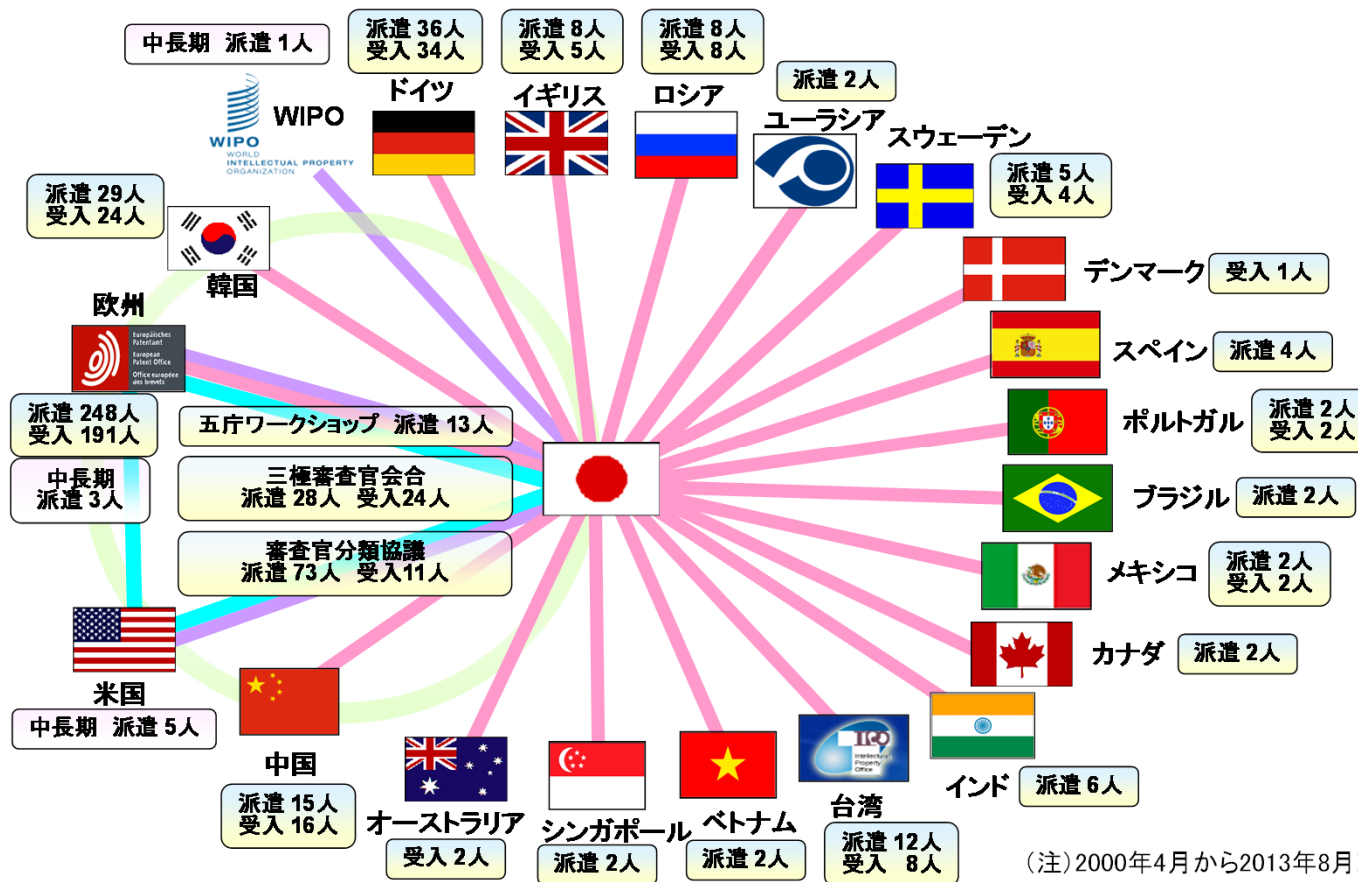 中長期 派遣 1人
派遣 36人
受入 34人
ドイツ
派遣 8人
受入 5人
イギリス
派遣 8人
受入 8人
ロシア
派遣 2人
ユーラシア
スウェーデン
派遣 5人
受入 4人
WIPO
WIPO
WORLD
INTELLECTUAL PROPERTY
ORGANIZATION
派遣 29人
受入 24人
韓国
デンマーク
受入 1人
欧州
Europäisches
Patentamt
European
Patent Office
Office européen
des brevets
スペイン
派遣 4人
派遣 248人
受入 191人
五庁ワークショップ 派遣 13人
ポルトガル
派遣 2人
受入 2人
中長期
派遣 3人
三極審査官会合
派遣 28人 受入24人
ブラジル
派遣 2人
審査官分類協議
派遣 73人 受入11人
メキシコ
派遣 2人
受入 2人
米国
中長期 派遣 5人
カナダ
派遣 2人
中国
派遣 15人
受入 16人
オーストラリア
受入 2人
シンガポール
派遣 2人
ベトナム
派遣 2人
Intellectual
Property
Office
台湾
派遣 12人
受入 8人
インド
派遣 6人
(注)2000年4月から2013年8月